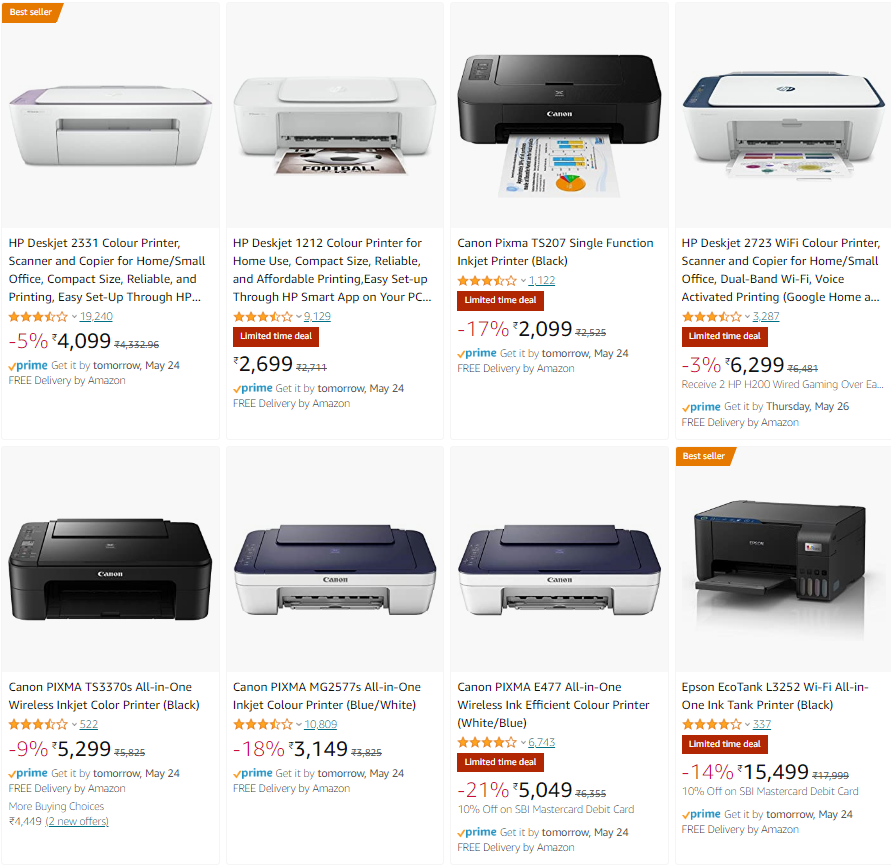 Best seller
HP Deskjet 2331 Colour Printer,
Scanner and Copier for Home/Small
Office, Compact Size, Reliable, and
Printing, Easy Set-Up Through HP...
19,240
-5% ₹4,099 ₹4,332.96
prime Get it by tomorrow, May 24
FREE Delivery by Amazon
FOOTBALL
HP Deskjet 1212 Colour Printer for
Home Use, Compact Size, Reliable,
and Affordable Printing,Easy Set-up
Through HP Smart App on Your PC...
9,129
Limited time deal
₹2,699 ₹2,711
prime Get it by tomorrow, May 24
FREE Delivery by Amazon
Canon
Canon Pixma TS207 Single Function
Inkjet Printer (Black)
1,122
Limited time deal
-17% ₹2,099 ₹2,525
prime Get it by tomorrow, May 24
FREE Delivery by Amazon
hp
HP Deskjet 2723 WiFi Colour Printer,
Scanner and Copier for Home/Small
Office, Dual-Band Wi-Fi, Voice
Activated Printing (Google Home a...
3,287
Limited time deal
-3% ₹6,299 ₹6,481
Receive 2 HP H200 Wired Gaming Over Ea...
prime Get it by Thursday, May 26
FREE Delivery by Amazon
Canon
Canon PIXMA TS3370s All-in-One
Wireless Inkjet Color Printer (Black)
522
-9% ₹5,299 ₹5,825
prime Get it by tomorrow, May 24
FREE Delivery by Amazon
More Buying Choices
₹4,449 (2 new offers)
Canon
Canon PIXMA MG2577s All-in-One
Inkjet Colour Printer (Blue/White)
10,809
-18% ₹3,149 ₹3,825
prime Get it by tomorrow, May 24
FREE Delivery by Amazon
Canon
Canon PIXMA E477 All-in-One
Wireless Ink Efficient Colour Printer
(White/Blue)
6,743
Limited time deal
-21% ₹5,049 ₹6,355
10% Off on SBI Mastercard Debit Card
prime Get it by tomorrow, May 24
FREE Delivery by Amazon
Best seller
EPSON
Epson EcoTank L3252 Wi-Fi All-in-
One Ink Tank Printer (Black)
337
Limited time deal
-14% ₹15,499 ₹17,999
10% Off on SBI Mastercard Debit Card
prime Get it by tomorrow, May 24
FREE Delivery by Amazon